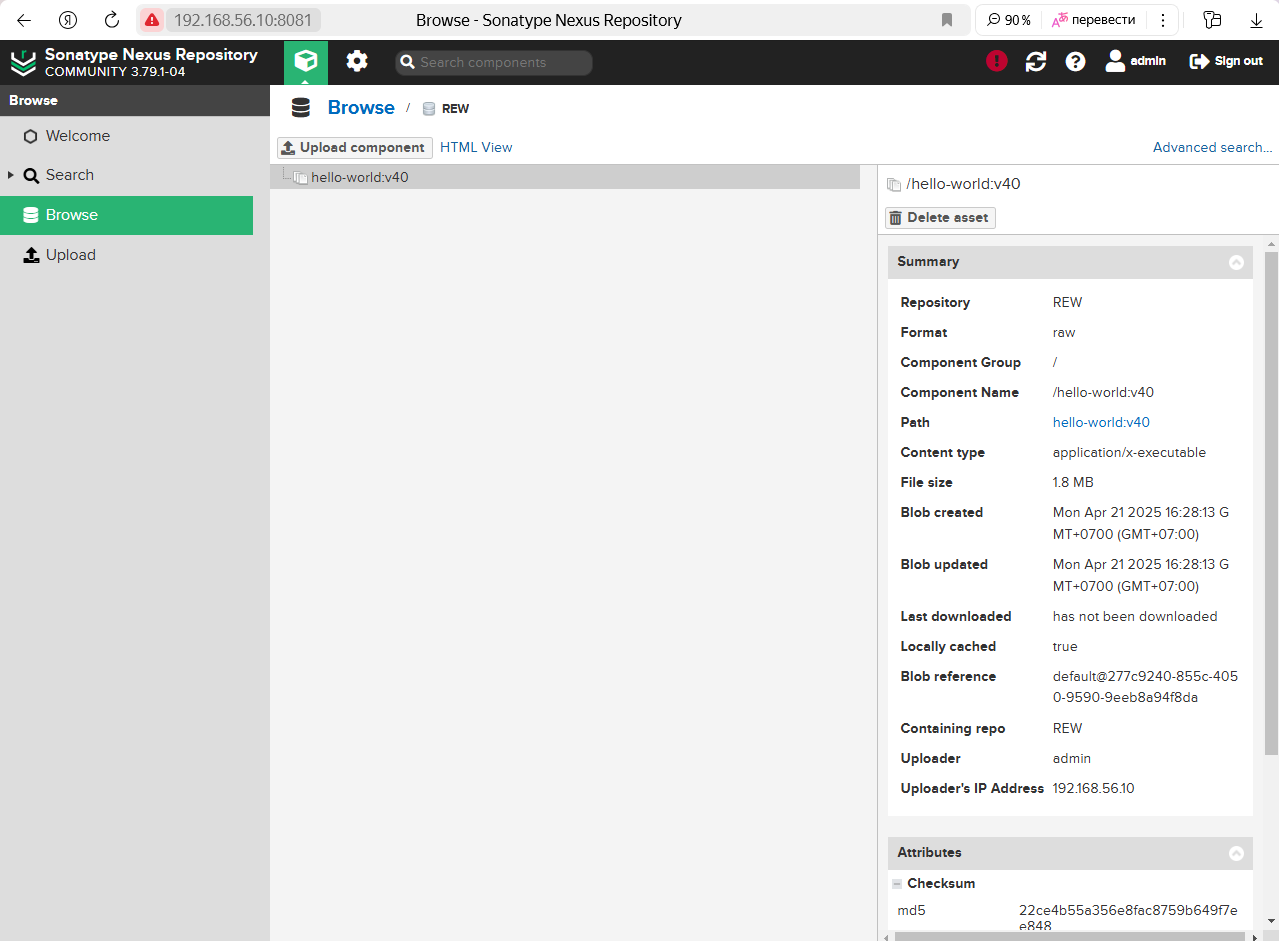 192.168.56.10:8081
Browse - Sonatype Nexus Repository
90 %
перевести
Sonatype Nexus Repository
COMMUNITY 3.79.1-04
Search components
admin
Sign out
Browse
Welcome
Search
Browse
Upload
Browse / REW
Upload component
HTML View
Advanced search...
hello-world:v40
/hello-world:v40
Delete asset
Summary
Repository REW
Format raw
Component Group /
Component Name /hello-world:v40
Path hello-world:v40
Content type application/x-executable
File size 1.8 MB
Blob created Mon Apr 21 2025 16:28:13 G
MT+0700 (GMT+07:00)
Blob updated Mon Apr 21 2025 16:28:13 G
MT+0700 (GMT+07:00)
Last downloaded has not been downloaded
Locally cached true
Blob reference default@277c9240-855c-405
0-9590-9eeb8a94f8da
Containing repo REW
Uploader admin
Uploader's IP Address 192.168.56.10
Attributes
Checksum
md5 22ce4b55a356e8fac8759b649f7e
e848